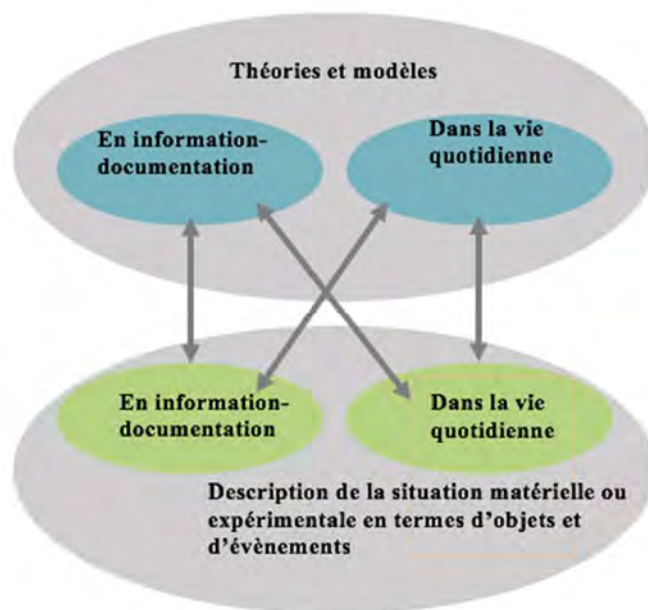 Théories et modèles
En information-
documentation
Dans la vie
quotidienne
En information-
documentation
Dans la vie
quotidienne
Description de la situation matérielle ou
expérimentale en termes d'objets et
d'évènements